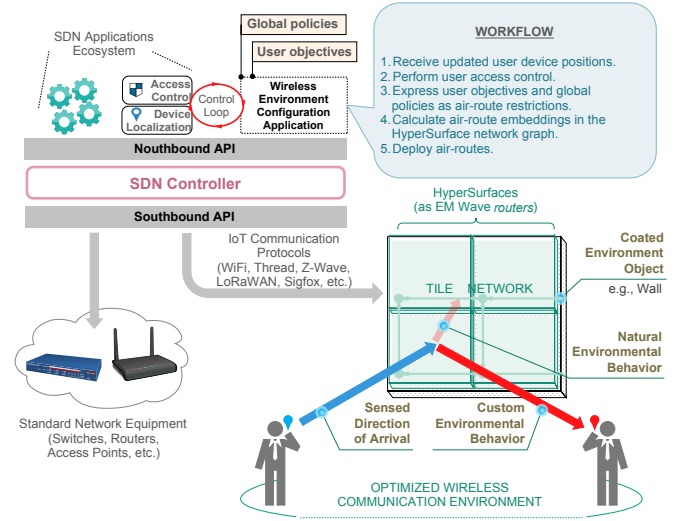 Global policies
User objectives
SDN Applications
Ecosystem
Access
Control
Device
Localization
Control
Loop
Wireless
Environment
Configuration
Application
WORKFLOW
1. Receive updated user device positions.
2. Perform user access control.
3. Express user objectives and global
policies as air-route restrictions.
4. Calculate air-route embeddings in the
HyperSurface network graph.
5. Deploy air-routes.
Nouthbound API
SDN Controller
Southbound API
IoT Communication
Protocols
(WiFi, Thread, Z-Wave,
LoRaWAN, Sigfox, etc.)
HyperSurfaces
(as EM Wave routers)
TILE NETWORK
Coated
Environment
Object
e.g., Wall
Natural
Environmental
Behavior
Standard Network Equipment
(Switches, Routers,
Access Points, etc.)
Sensed
Direction
of Arrival
Custom
Environmental
Behavior
OPTIMIZED WIRELESS
COMMUNICATION ENVIRONMENT